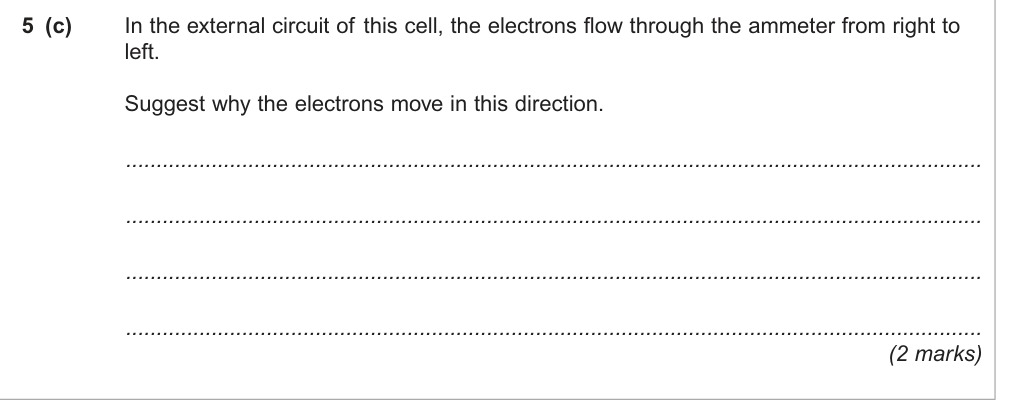 5 (c) In the external circuit of this cell, the electrons flow through the ammeter from right to
left.
Suggest why the electrons move in this direction.
(2 marks)